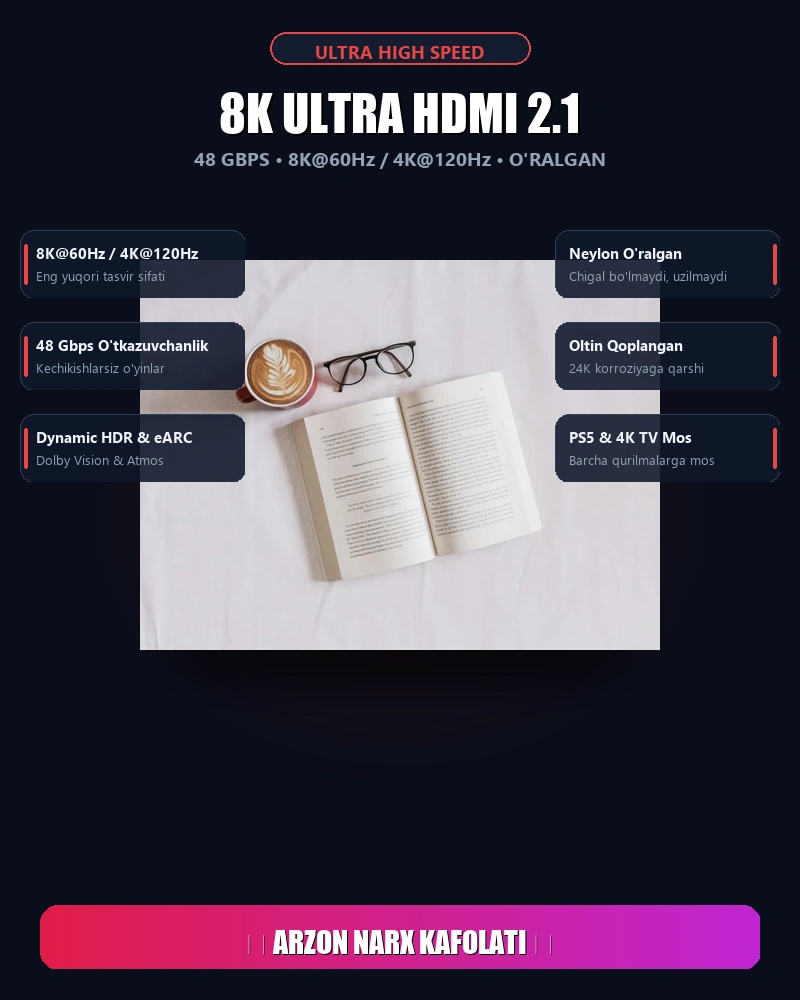 ULTRA HIGH SPEED
8K ULTRA HDMI 2.1
48 GBPS • 8K@60Hz / 4K@120Hz • O'RALGAN
8K@60Hz / 4K@120Hz
Eng yuqori tasvir sifati
48 Gbps O'tkazuvchanlik
Kechikishlarsiz o'yinlar
Dynamic HDR & eARC
Dolby Vision & Atmos
Neylon O'ralgan
Chigal bo'lmaydi, uzilmaydi
Oltin Qoplangan
24K korroziyaga qarshi
PS5 & 4K TV Mos
Barcha qurilmalarga mos
ARZON NARX KAFOLATI